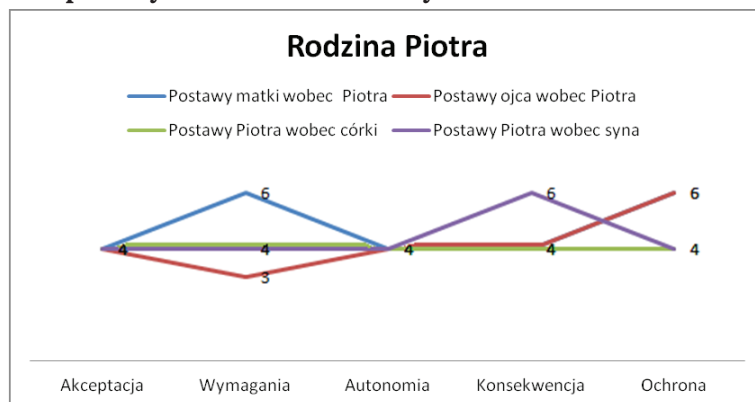 Rodzina Piotra
Postawy matki wobec Piotra Postawy ojca wobec Piotra
Postawy Piotra wobec córki Postawy Piotra wobec syna
6 6 6
4 4 4 4 4
3
Akceptacja Wymagania Autonomia Konsekwencja Ochrona